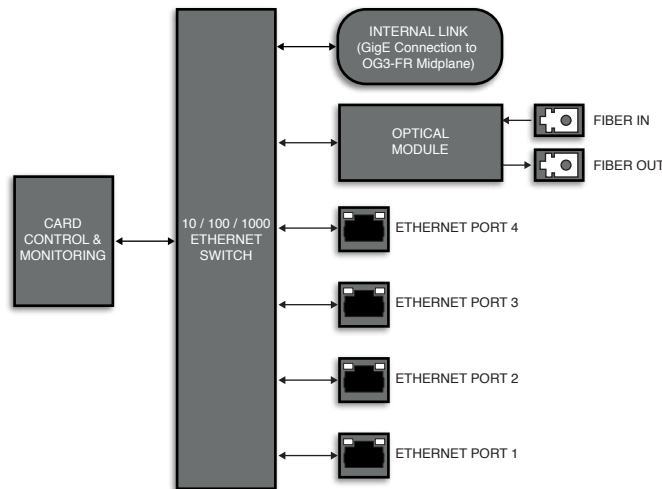 INTERNAL LINK
(GigE Connection to
OG3-FR Midplane)
OPTICAL
MODULE
FIBER IN
FIBER OUT
CARD
CONTROL &
MONITORING
10 / 100 / 1000
ETHERNET
SWITCH
ETHERNET PORT 4
ETHERNET PORT 3
ETHERNET PORT 2
ETHERNET PORT 1